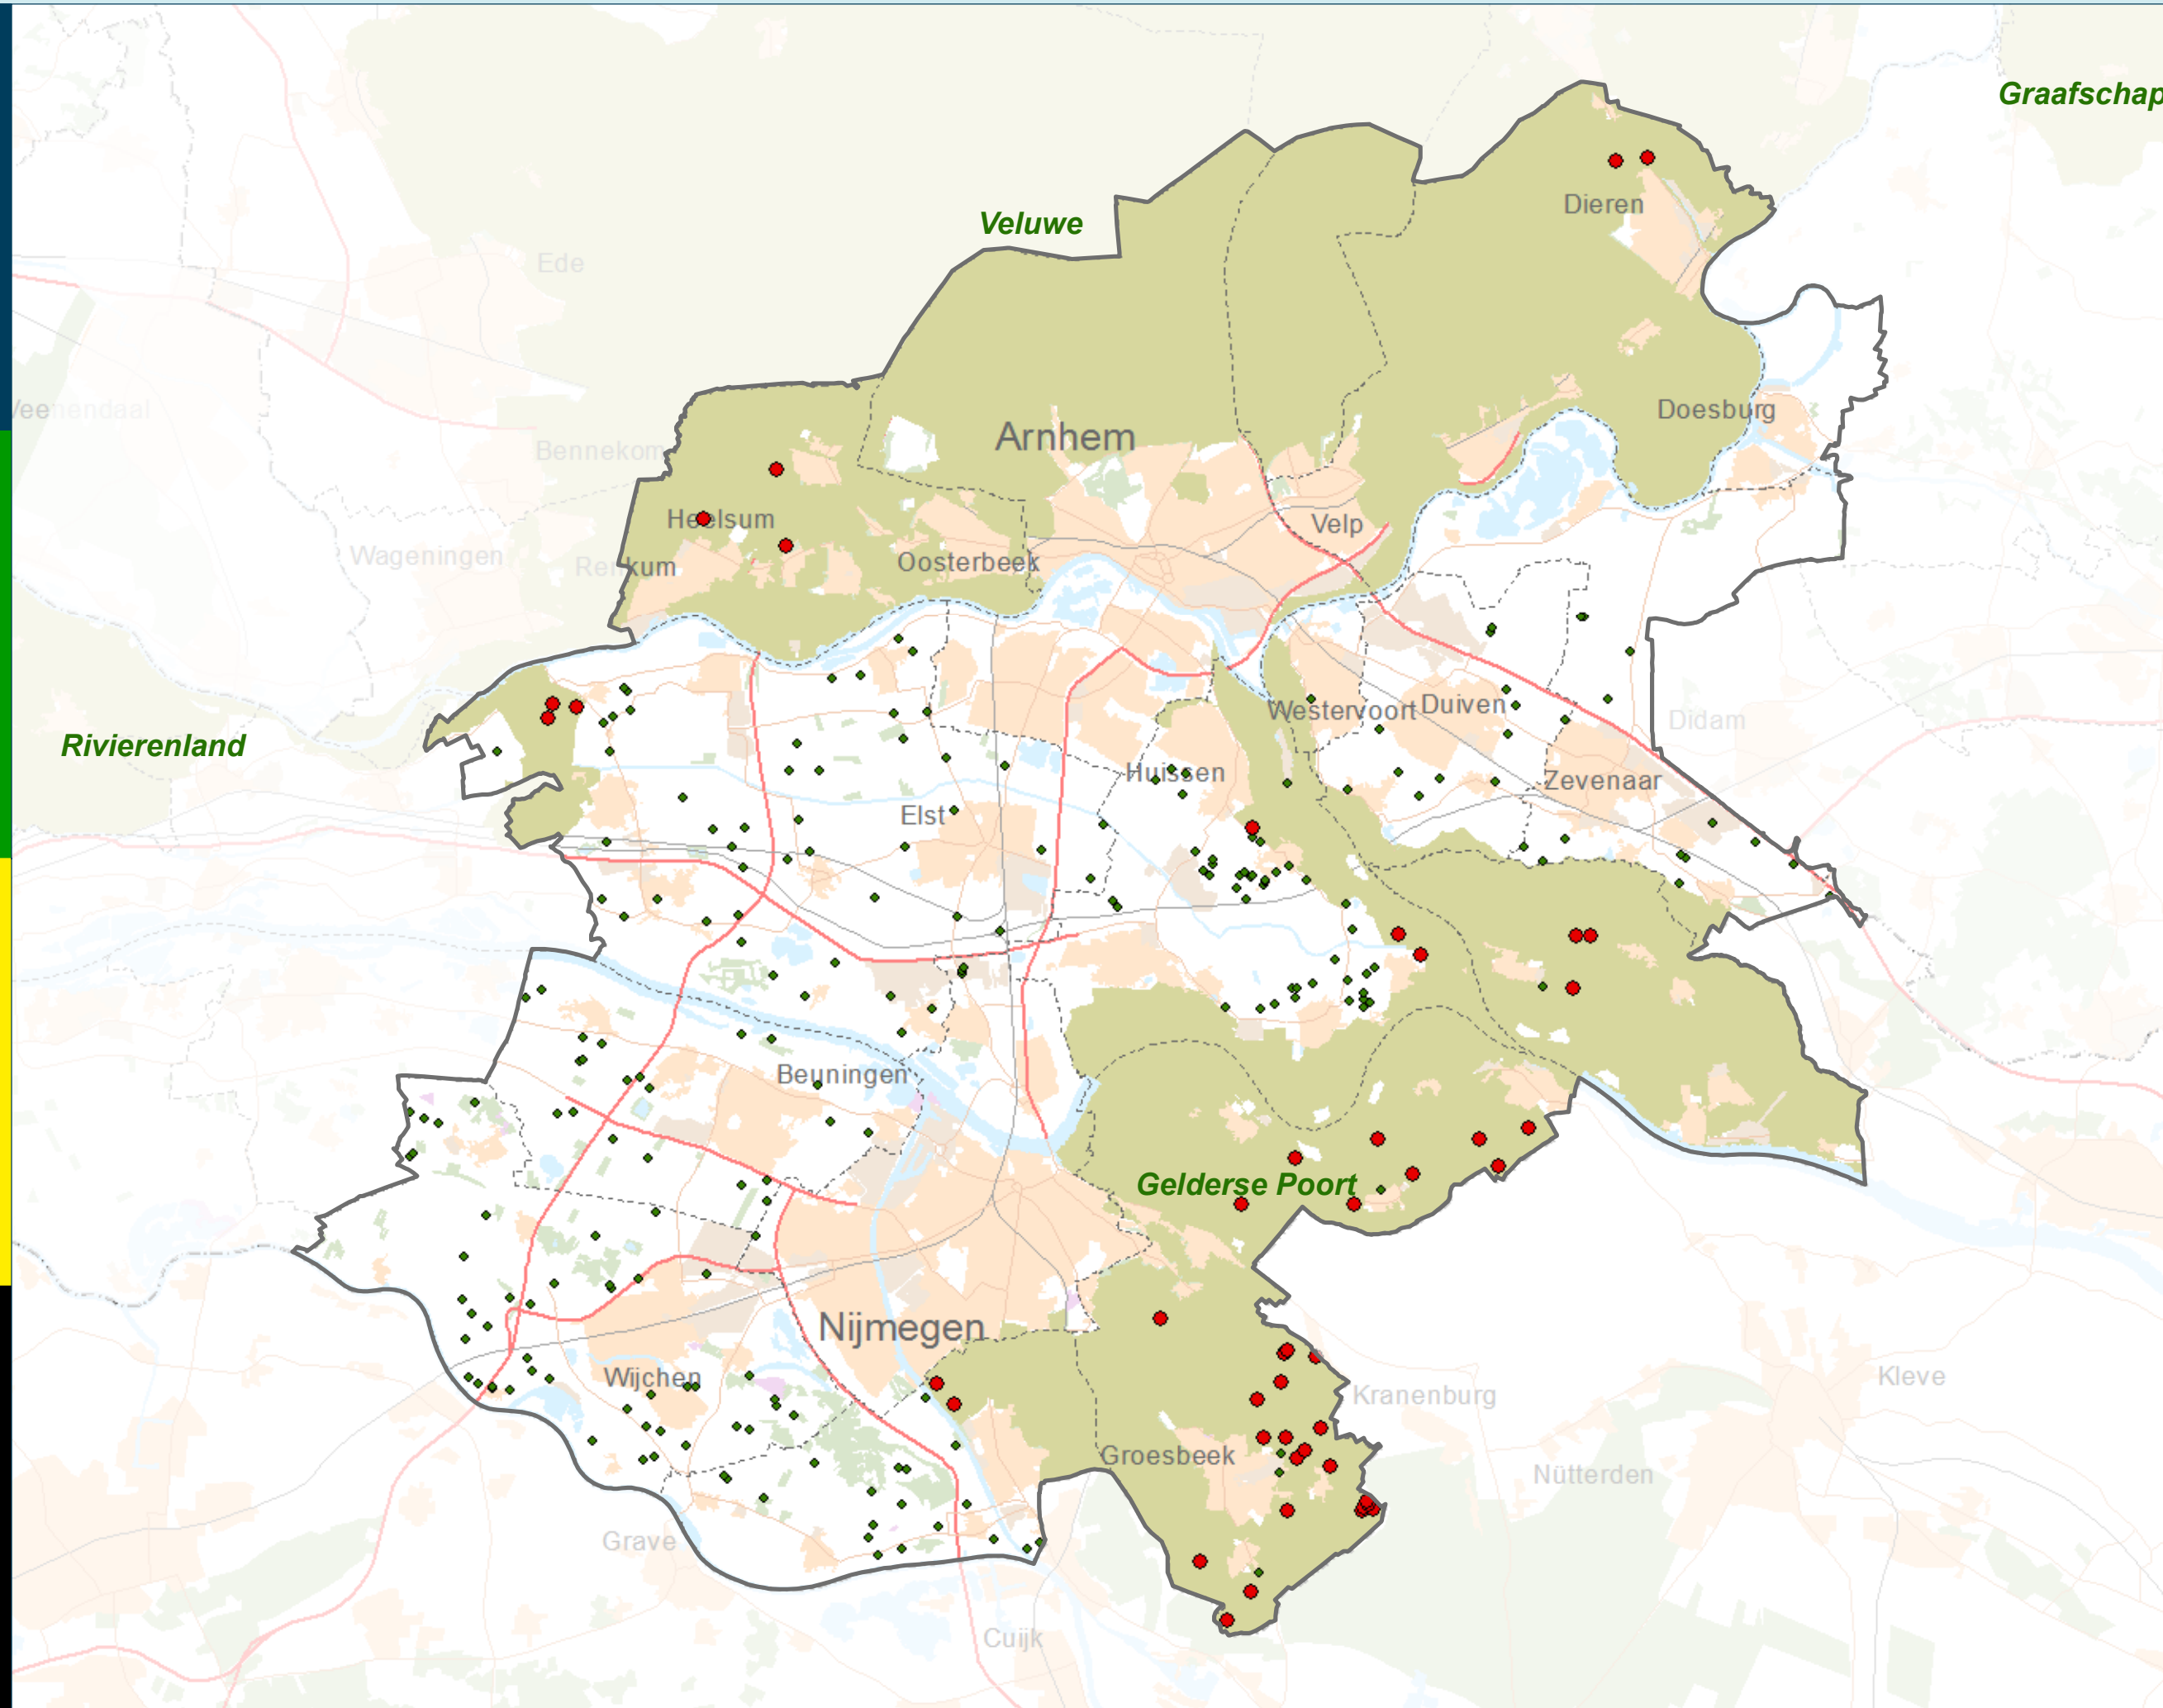 Graafschap
Dieren
Veluwe
Ede
Veenendaal
Doesburg
Arnhem
Bennekom
Heelsum
Velp
Wageningen
Oosterbeek
Renkum
Westervoort
Duiven
Didam
Rivierenland
Huissen
Zevenaar
Elst
Beuningen
Gelderse Poort
Nijmegen
Wijchen
Kleve
Kranenburg
Groesbeek
Nütterden
Grave
Cuijk